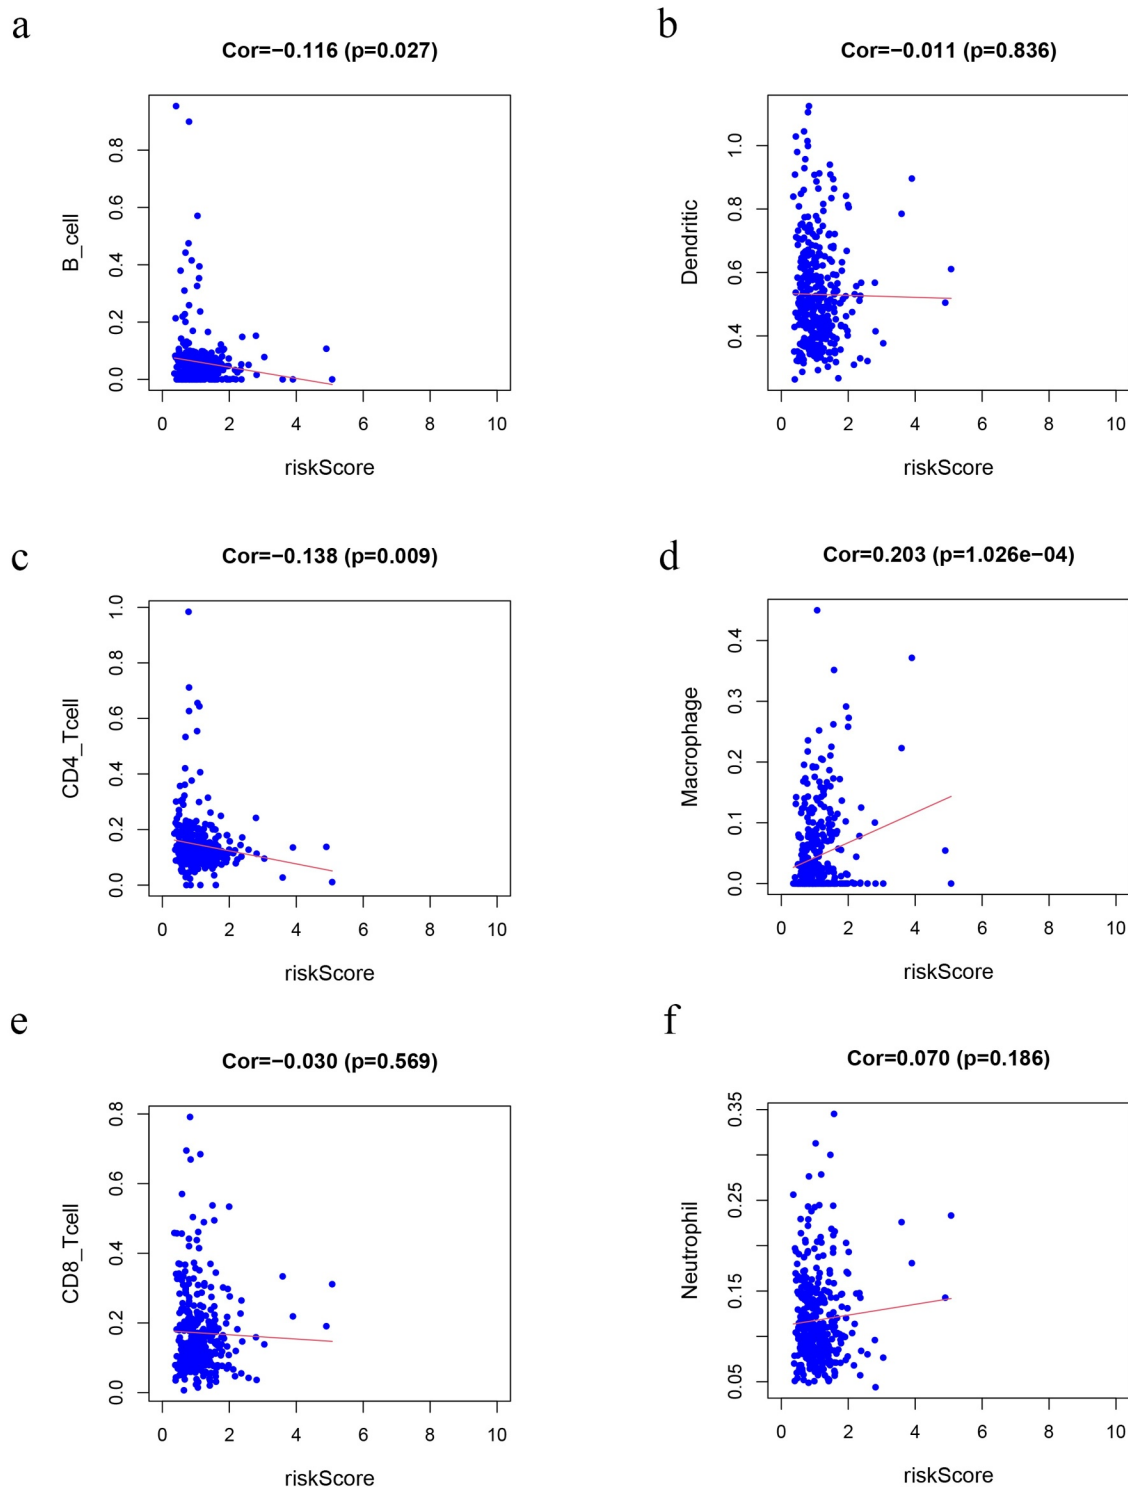 a
Cor=−0.116 (p=0.027)
B_cell
0.0 0.2 0.4 0.6 0.8
0 2 4 6 8 10
riskScore
b
Cor=−0.011 (p=0.836)
Dendritic
0.4 0.6 0.8 1.0
0 2 4 6 8 10
riskScore
c
Cor=−0.138 (p=0.009)
CD4_Tcell
0.0 0.2 0.4 0.6 0.8 1.0
0 2 4 6 8 10
riskScore
d
Cor=0.203 (p=1.026e−04)
Macrophage
0.0 0.1 0.2 0.3 0.4
0 2 4 6 8 10
riskScore
e
Cor=−0.030 (p=0.569)
CD8_Tcell
0.0 0.2 0.4 0.6 0.8
0 2 4 6 8 10
riskScore
f
Cor=0.070 (p=0.186)
Neutrophil
0.05 0.15 0.25 0.35
0 2 4 6 8 10
riskScore